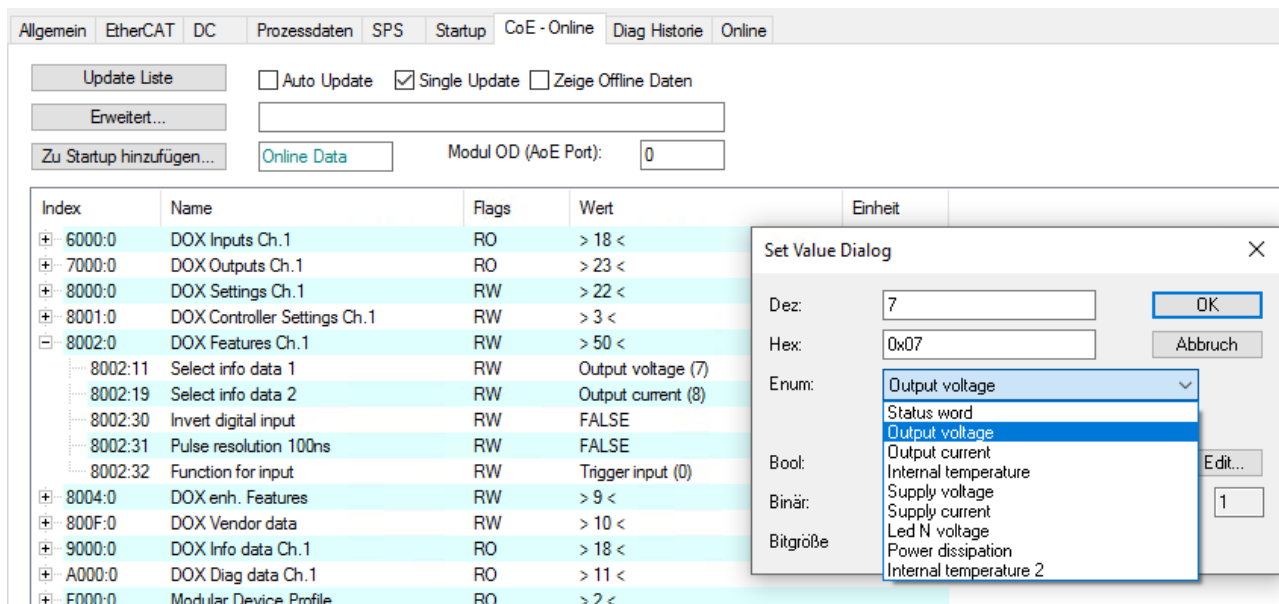 Allgemein EtherCAT DC Prozessdaten SPS Startup CoE - Online Diag Historie Online
Update Liste Auto Update Single Update Zeige Offline Daten
Erweitert...
Zu Startup hinzufügen... Online Data Modul OD (AoE Port): 0
Index Name Flags Wert Einheit
6000:0 DOX Inputs Ch.1 RO > 18 <
7000:0 DOX Outputs Ch.1 RO > 23 <
8000:0 DOX Settings Ch.1 RW > 22 <
8001:0 DOX Controller Settings Ch.1 RW > 3 <
8002:0 DOX Features Ch.1 RW > 50 <
8002:11 Select info data 1 RW Output voltage (7)
8002:19 Select info data 2 RW Output current (8)
8002:30 Invert digital input RW FALSE
8002:31 Pulse resolution 100ns RW FALSE
8002:32 Function for input RW Trigger input (0)
8004:0 DOX enh. Features RW > 9 <
800F:0 DOX Vendor data RW > 10 <
9000:0 DOX Info data Ch.1 RO > 18 <
A000:0 DOX Diag data Ch.1 RO > 11 <
F000:0 Modular Device Profile RO > 2 <
Set Value Dialog
Dez: 7 OK
Hex: 0x07 Abbruch
Enum: Output voltage
Status word
Output voltage
Output current
Internal temperature
Supply voltage
Supply current
Led N voltage
Power dissipation
Internal temperature 2
Bool: Edit...
Binär: 1
Bitgröße